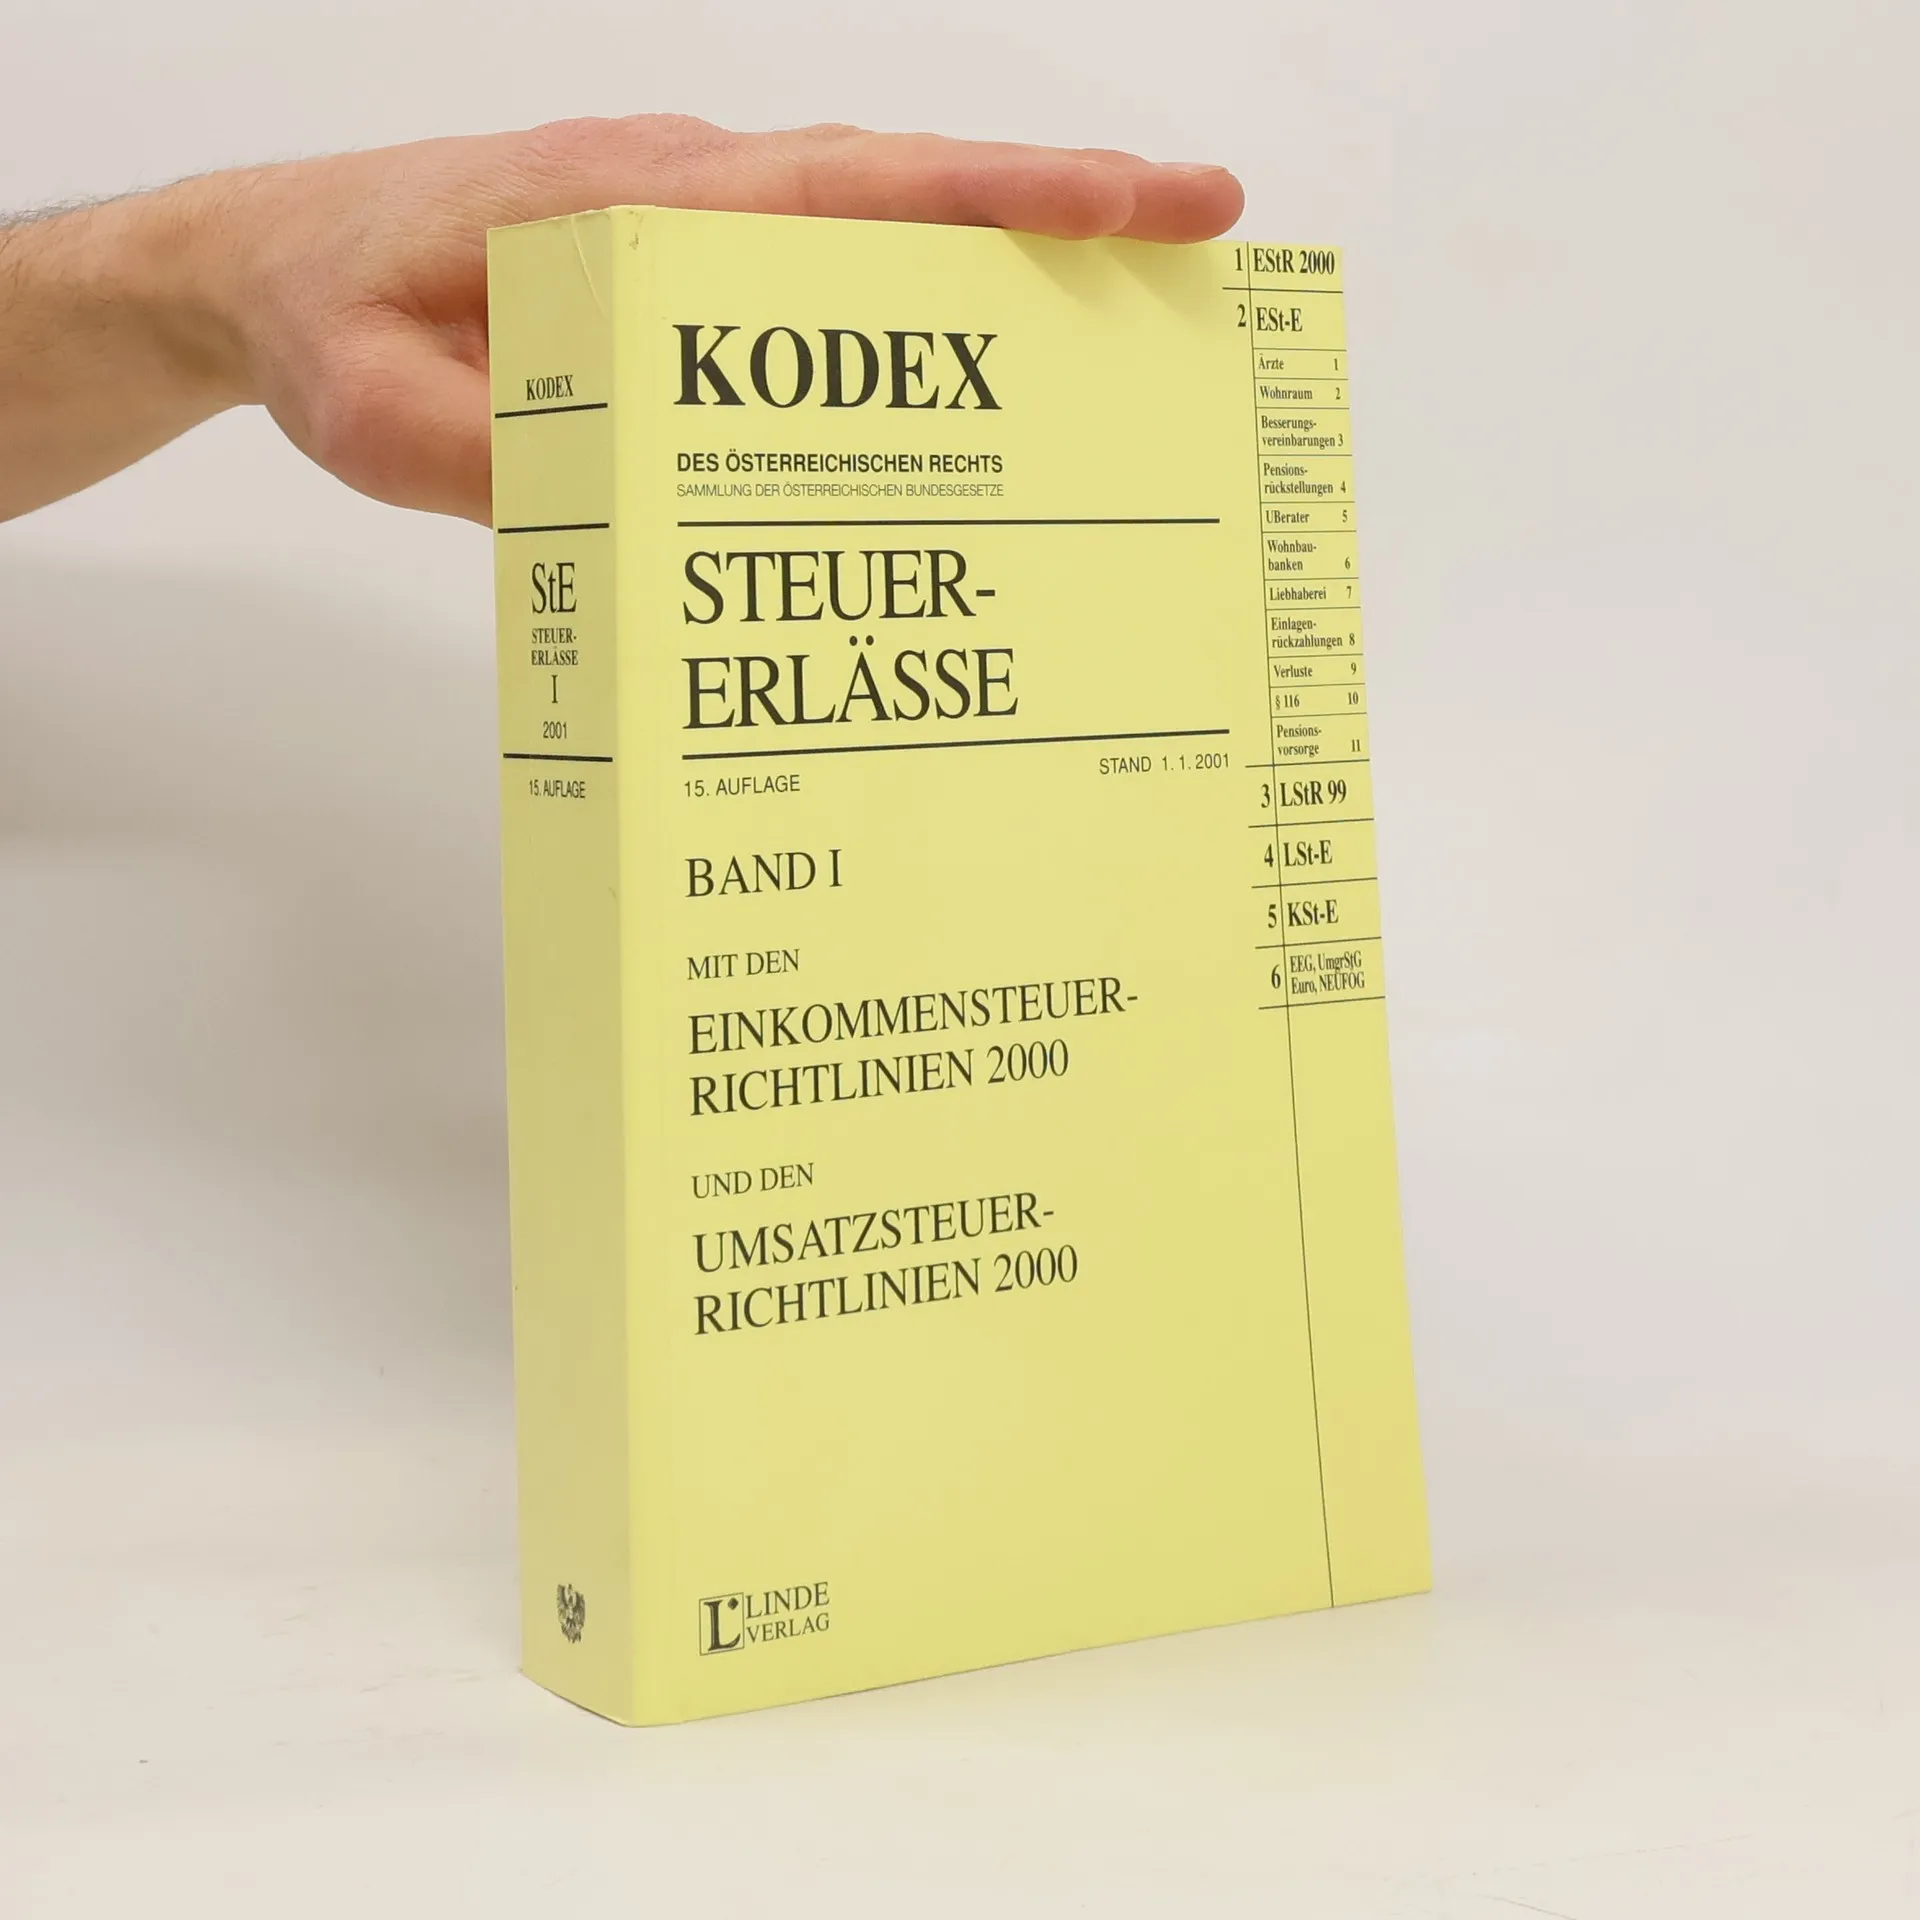 KODEX
StE
STEUER-
ERLÄSSE
I
2001
15. AUFLAGE
KODEX
DES ÖSTERREICHISCHEN RECHTS
SAMMLUNG DER ÖSTERREICHISCHEN BUNDESGESETZE
STEUER-
ERLÄSSE
15. AUFLAGE
STAND 1. 1. 2001
BAND I
MIT DEN
EINKOMMENSTEUER-
RICHTLINIEN 2000
UND DEN
UMSATZSTEUER-
RICHTLINIEN 2000
L LINDE
VERLAG
1 EStR 2000
2 ESt-E
Ärzte 1
Wohnraum 2
Besserungs-
vereinbarungen 3
Pensions-
rückstellungen 4
UBerater 5
Wohnbau-
banken 6
Liebhaberei 7
Einlagen-
rückzahlungen 8
Verluste 9
§ 116 10
Pensions-
vorsorge 11
3 LStR 99
4 LSt-E
5 KSt-E
6 EEG, UmgrStG
Euro, NEUFOG